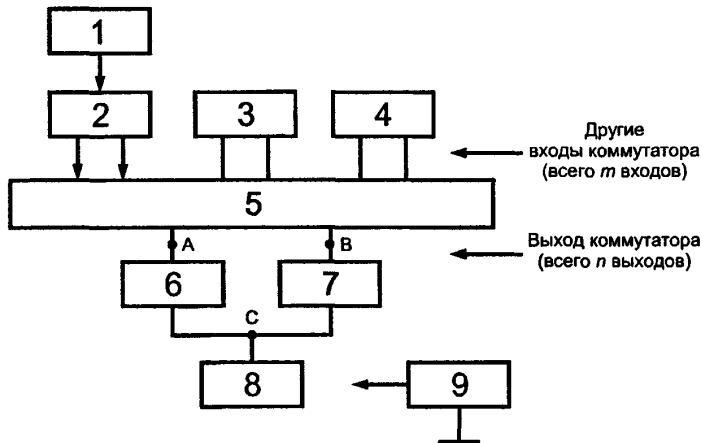 1
2
3
4
Другие
входы коммутатора
(всего m входов)
5
A
B
Выход коммутатора
(всего n выходов)
6
7
C
8
9